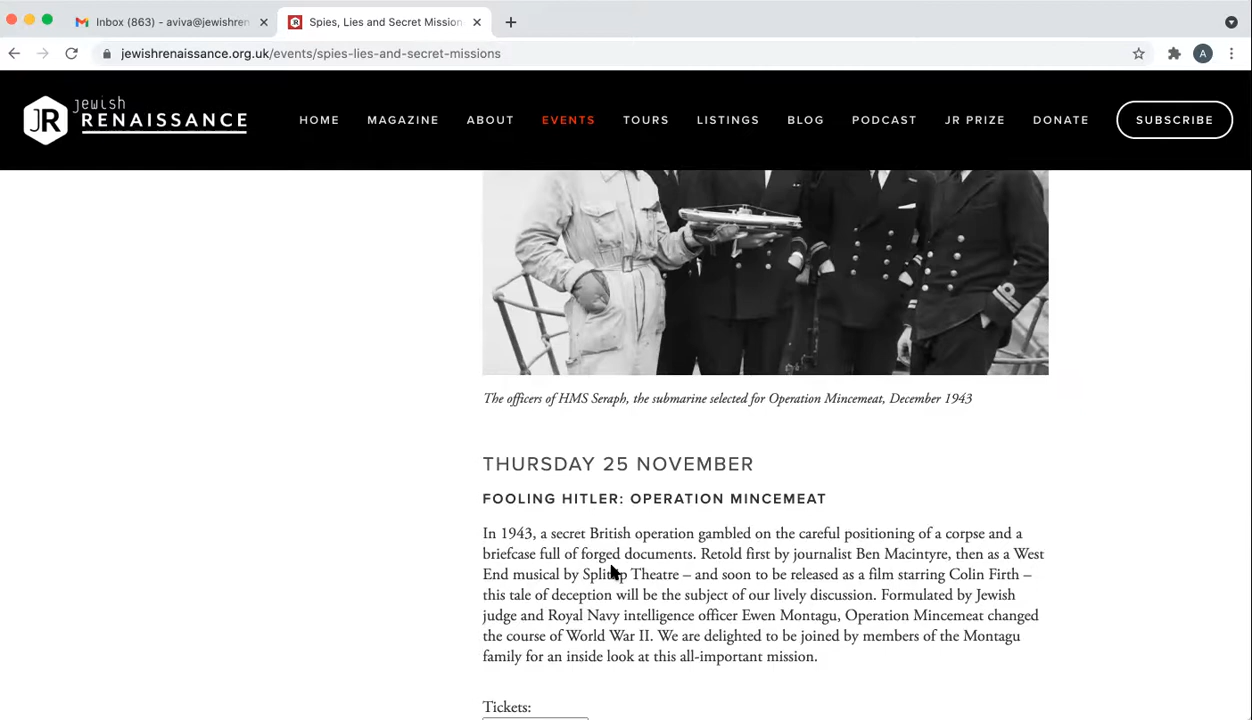 Inbox (863) - aviva@jewishren
Spies, Lies and Secret Mission
jewishrenaissance.org.uk/events/spies-lies-and-secret-missions
A
JR
jewish
RENAISSANCE
HOME MAGAZINE ABOUT EVENTS TOURS LISTINGS BLOG PODCAST JR PRIZE DONATE SUBSCRIBE
The officers of HMS Seraph, the submarine selected for Operation Mincemeat, December 1943
THURSDAY 25 NOVEMBER
FOOLING HITLER: OPERATION MINCEMEAT
In 1943, a secret British operation gambled on the careful positioning of a corpse and a
briefcase full of forged documents. Retold first by journalist Ben Macintyre, then as a West
End musical by Theatre – and soon to be released as a film starring Colin Firth –
this tale of deception will be the subject of our lively discussion. Formulated by Jewish
judge and Royal Navy intelligence officer Ewen Montagu, Operation Mincemeat changed
the course of World War II. We are delighted to be joined by members of the Montagu
family for an inside look at this all-important mission.
Tickets: